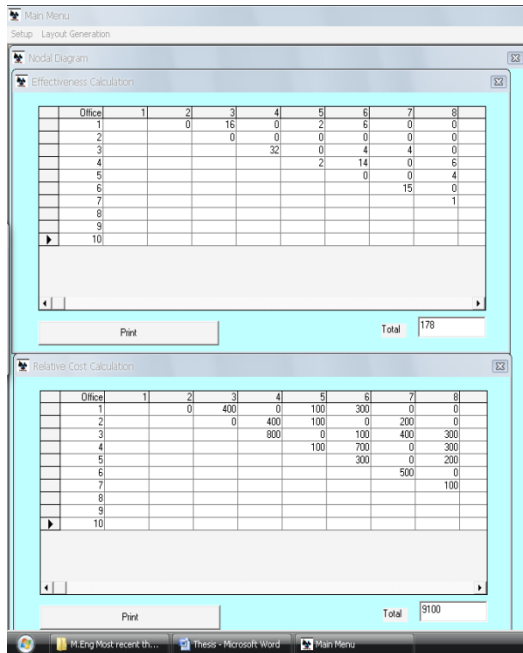 Main Menu
Setup Layout Generation
Nodal Diagram
Effectiveness Calculation
Office 1 2 3 4 5 6 7 8
1 0 16 0 2 6 0 0
2 0 0 0 0 0 0
3 32 0 4 4 0
4 2 14 0 6
5 0 0 4
6 15 0
7 1
8
9
10
Print Total 178
Relative Cost Calculation
Office 1 2 3 4 5 6 7 8
1 0 400 0 100 300 0 0
2 0 400 100 0 200 0
3 800 0 100 400 300
4 100 700 0 300
5 300 0 200
6 500 0
7 100
8
9
10
Print Total 9100
M.Eng Most recent th... Thesis - Microsoft Word Main Menu